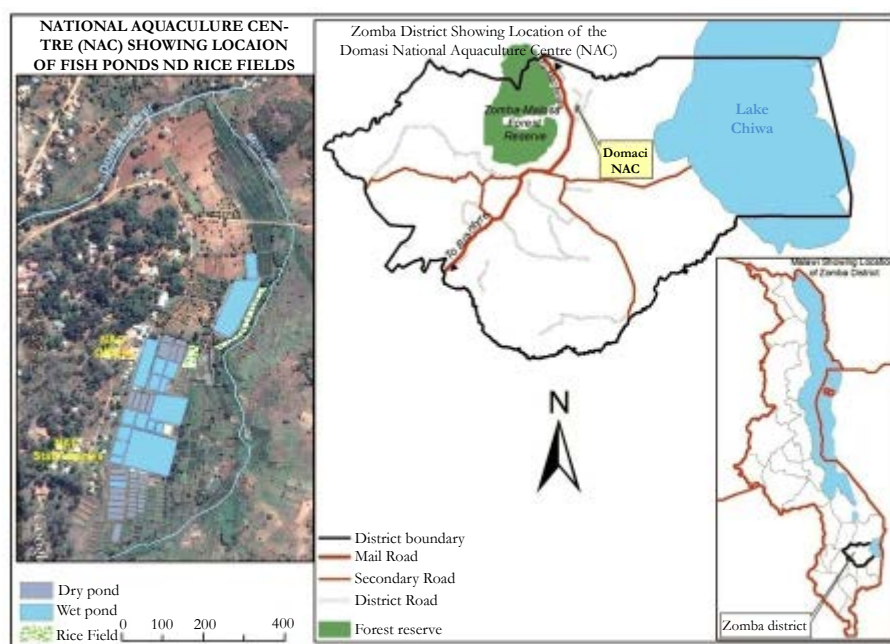 NATIONAL AQUACULURE CEN-
TRE (NAC) SHOWING LOCAION
OF FISH PONDS ND RICE FIELDS
NAC
Dry pond
Wet pond
Rice Field
0 100 200 400
Zomba District Showing Location of the
Domasi National Aquaculture Centre (NAC)
Zomba-Malosa
Forest
Reserve
Domaci
NAC
Lake
Chiwa
To Blantyre
N
District boundary
Mail Road
Secondary Road
District Road
Forest reserve
Malawi Showing Location
of Zomba District
Zomba district